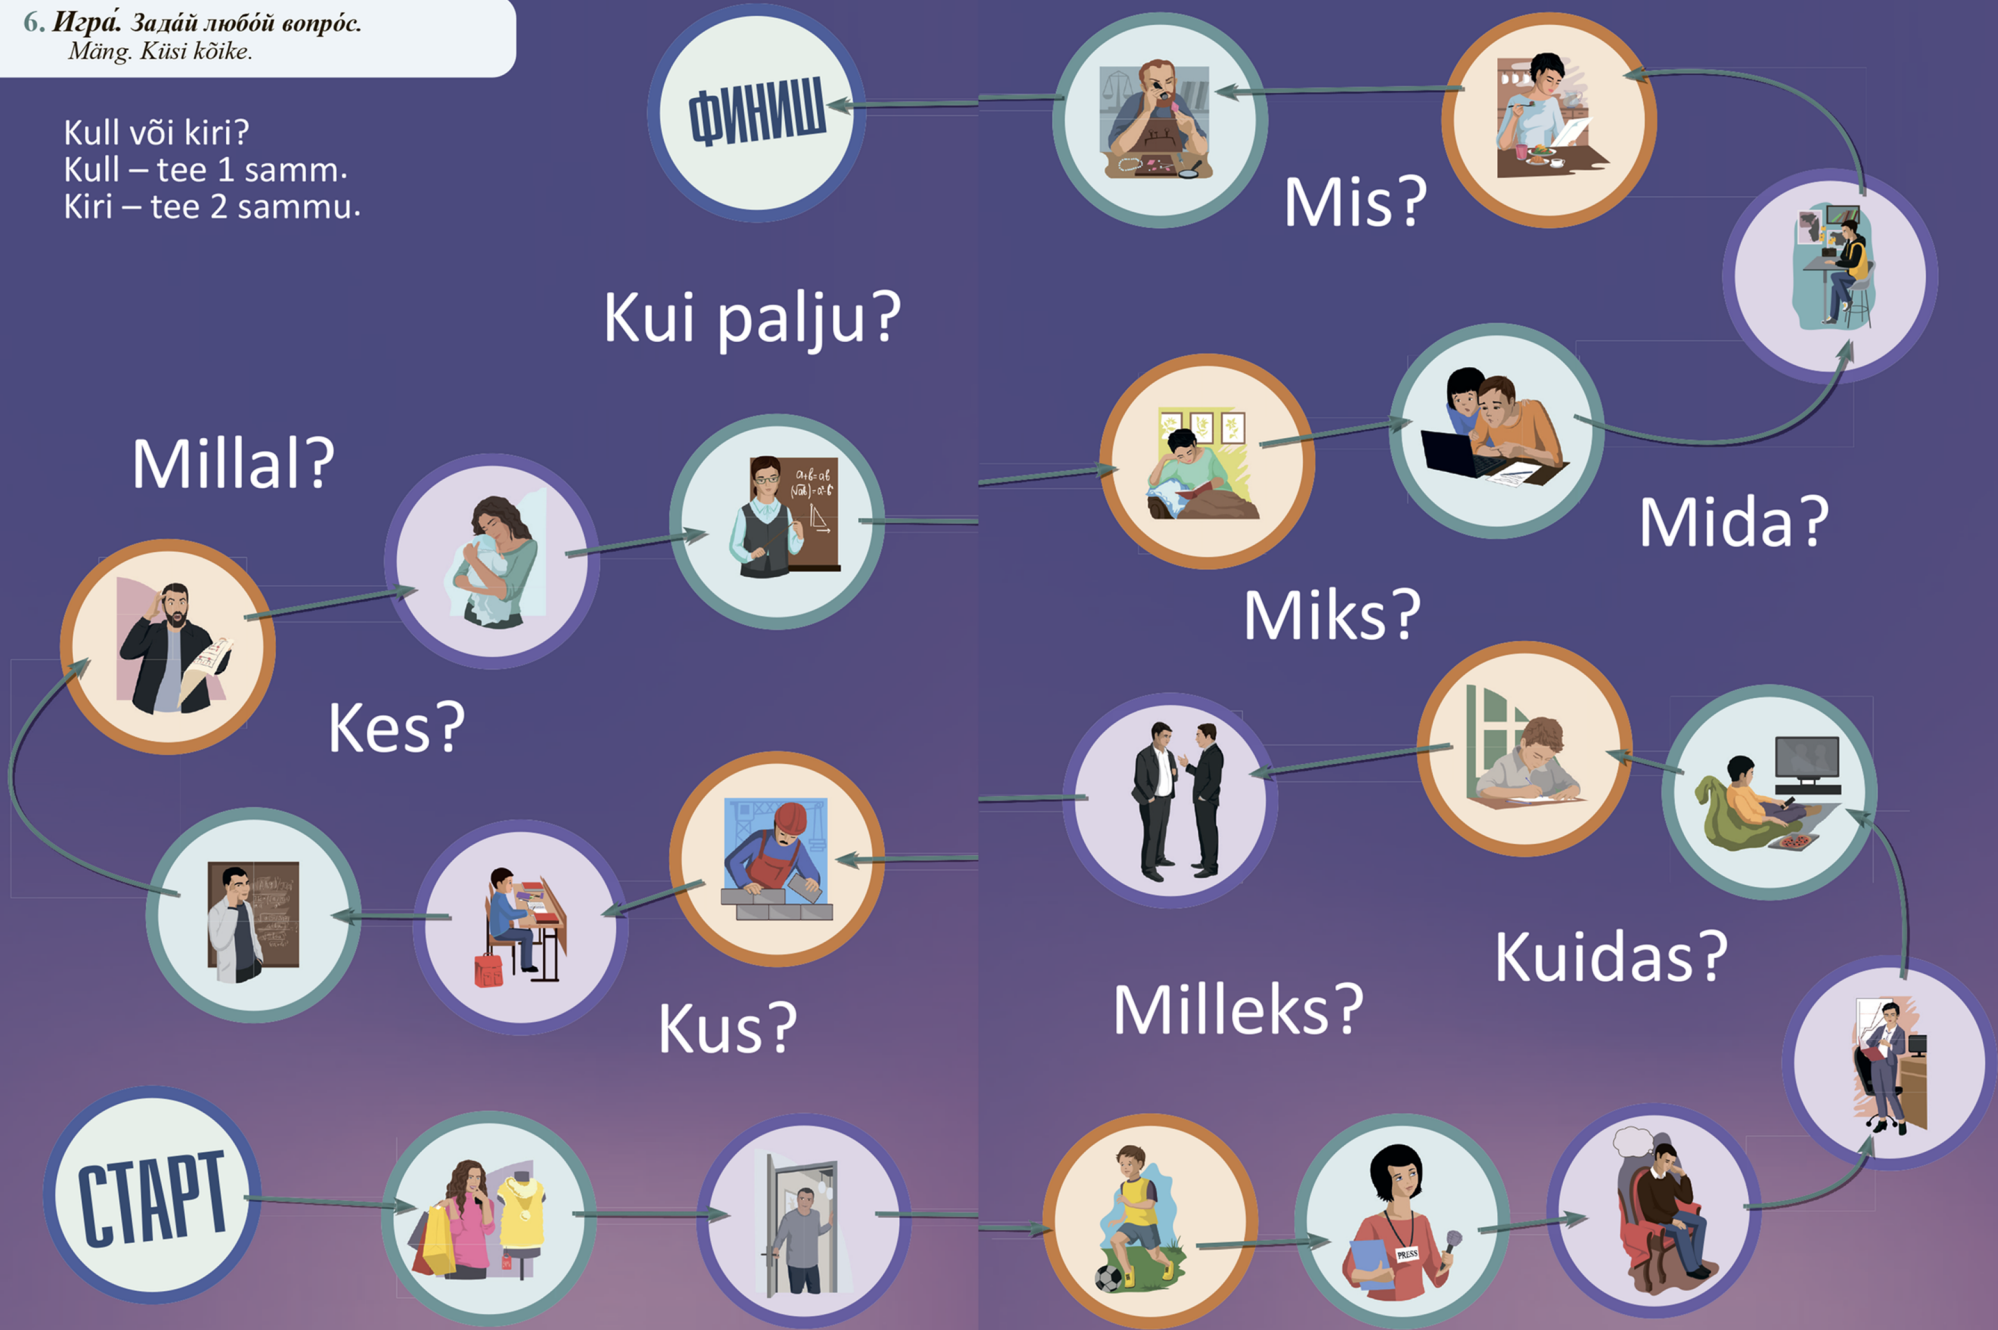 6. Игра́. Зада́й любо́й вопро́с.
Mäng. Küsi kõike.
Kull või kiri?
Kull – tee 1 samm.
Kiri – tee 2 sammu.
ФИНИШ
Mis?
Kui palju?
Millal?
a+b=ab
Mida?
Miks?
Kes?
Kuidas?
Milleks?
Kus?
СТАРТ
PRESS